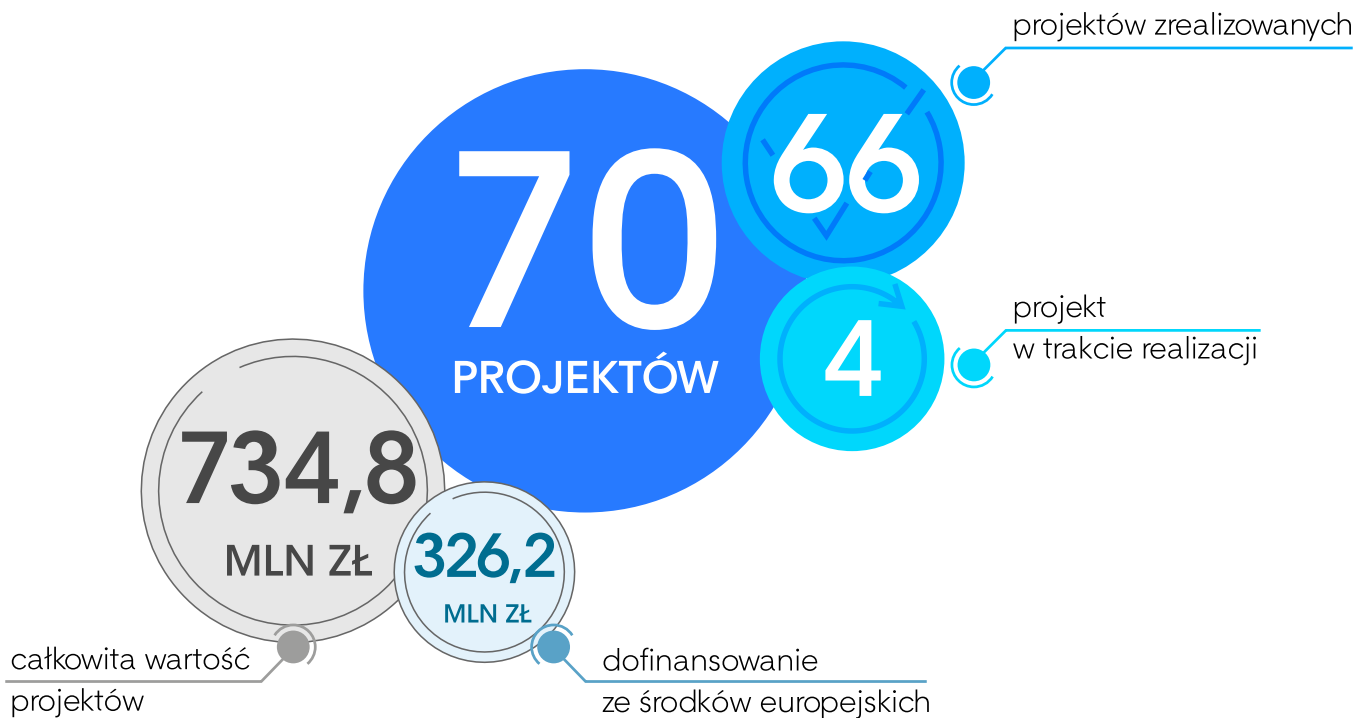 projektów zrealizowanych
66
70
PROJEKTÓW
projekt
w trakcie realizacji
4
734,8
MLN ZŁ
326,2
MLN ZŁ
całkowita wartość
projektów
dofinansowanie
ze środków europejskich